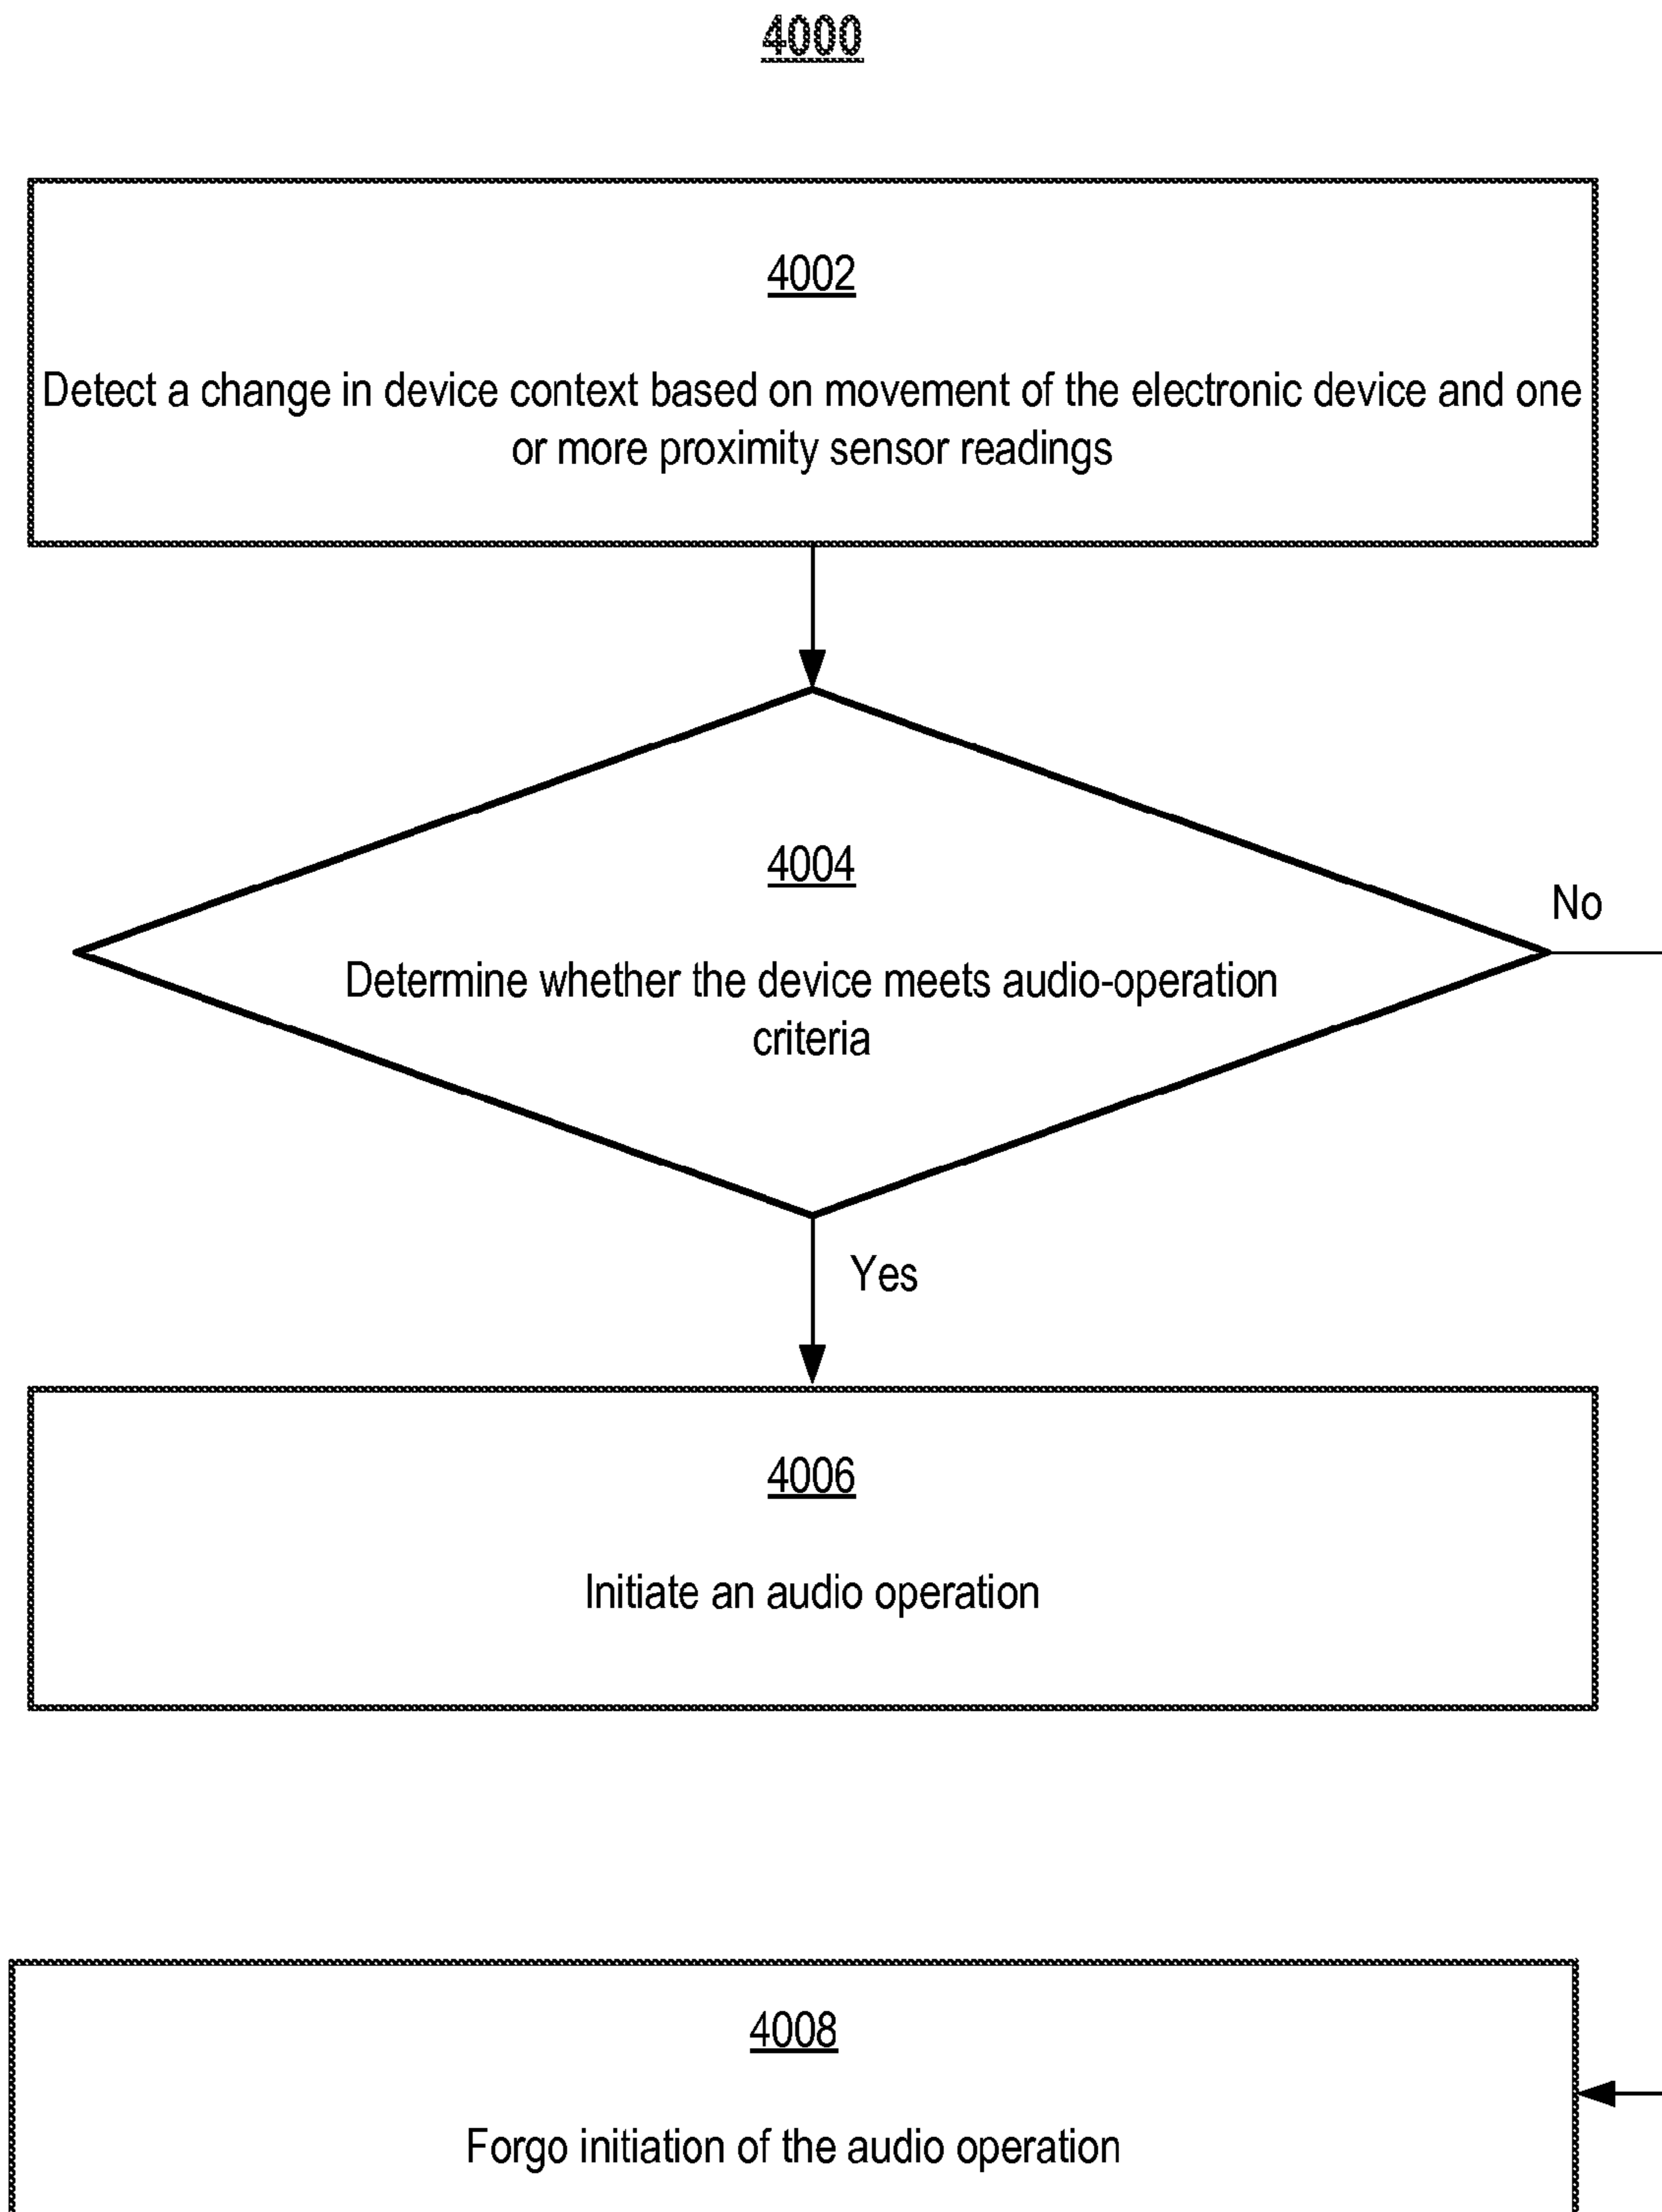 4000
4002
Detect a change in device context based on movement of the electronic device and one
or more proximity sensor readings
4004
Determine whether the device meets audio-operation
criteria
No
Yes
4006
Initiate an audio operation
4008
Forgo initiation of the audio operation